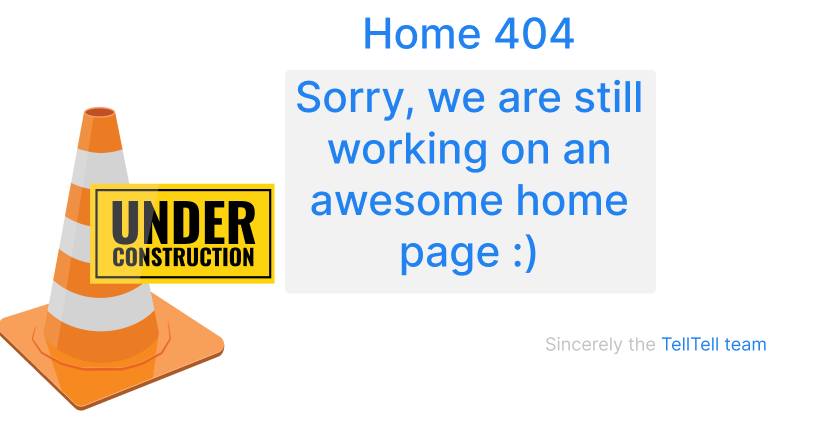 Home 404
Sorry, we are still
working on an
awesome home
page :)
UNDER
CONSTRUCTION
Sincerely the TellTell team